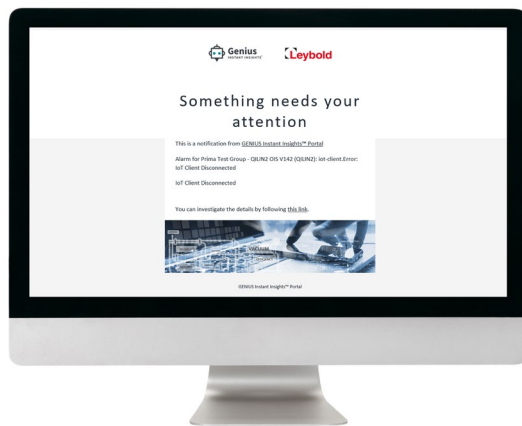 Genius
INSTANT INSIGHTS
Leybold
Something needs your
attention
This is a notification from GENIUS Instant Insights™ Portal
Alarm for Prima Test Group - QILIN2 OIS V142 (QILIN2): iot-client.Error:
IoT Client Disconnected
IoT Client Disconnected
You can investigate the details by following this link.
VACUUM
GENIUS Instant Insights™ Portal